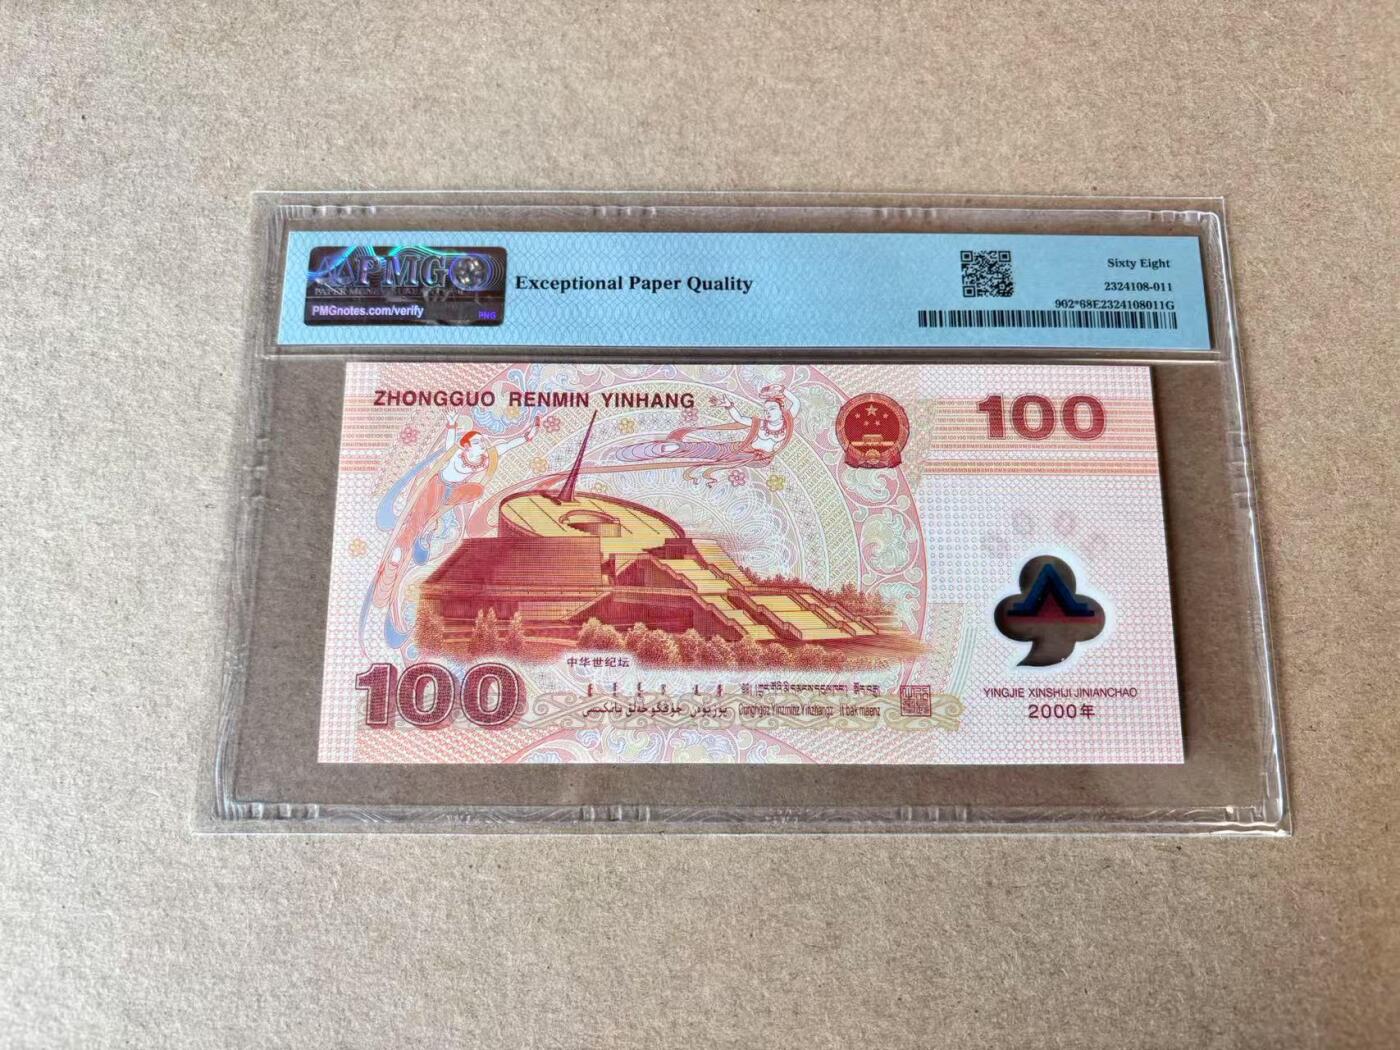 PMG
PMGnotes.com/verify
PMG
Exceptional Paper Quality
Sixty Eight
2324108-011
902*68E2324108011G
ZHONGGUO RENMIN YINHANG
100
中华世纪坛
100
YINGJIE XINSHIJI JINIANCHAO
2000年